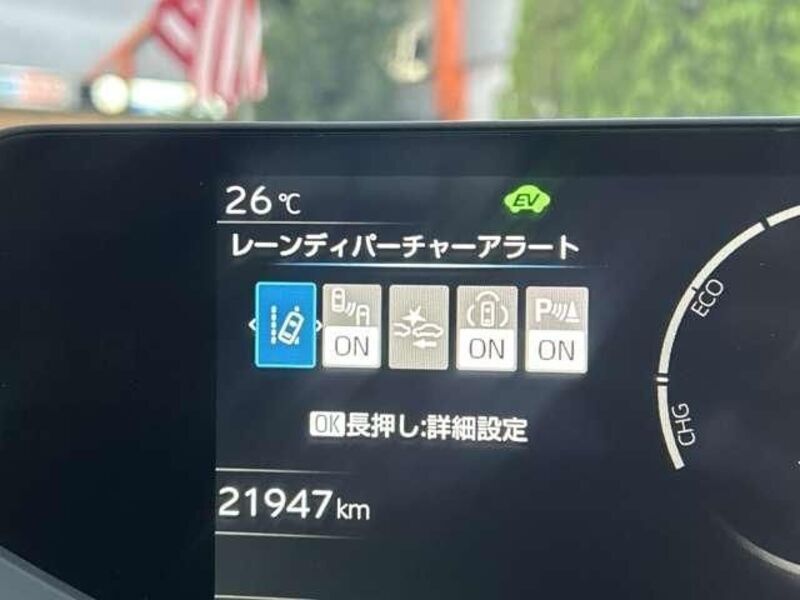 26℃
EV
レーンディパーチャーアラート
ON
ON
P
ON
OK長押し:詳細設定
21947km
ECO
CHG